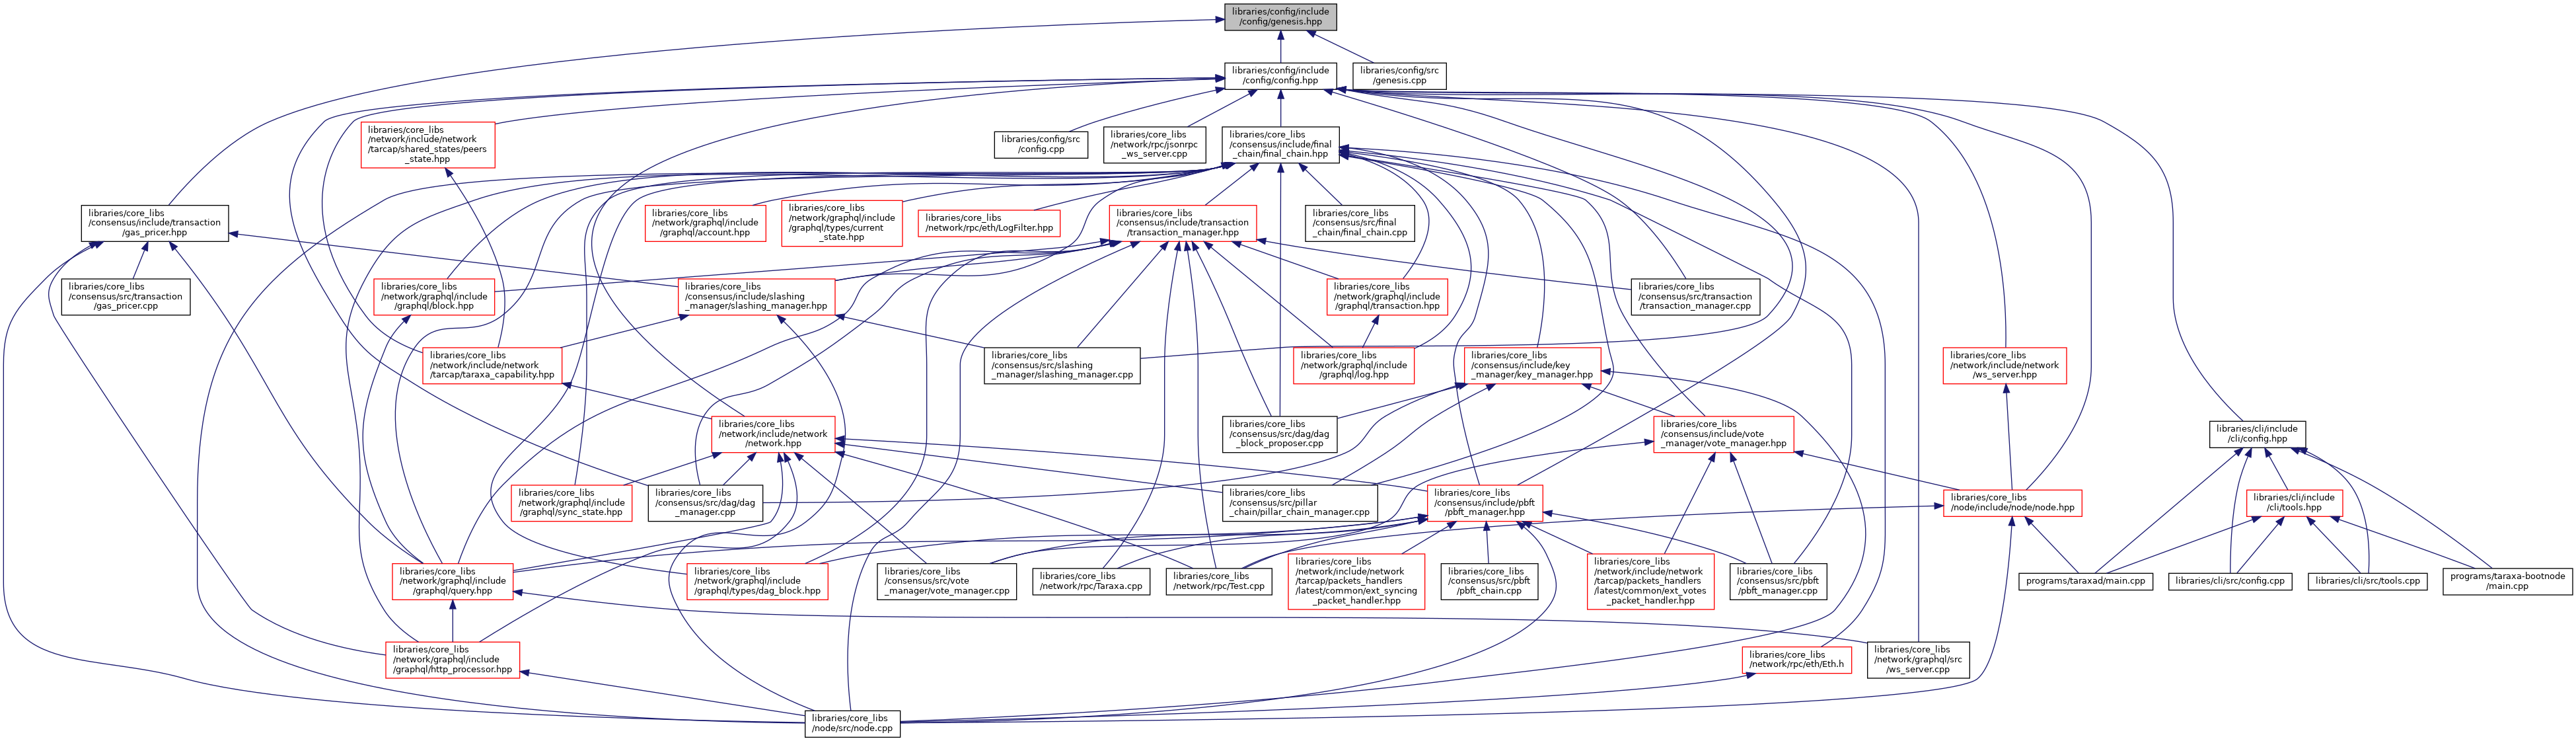 libraries/config/include
/config/genesis.hpp
libraries/config/include
/config/config.hpp
libraries/config/src
/genesis.cpp
libraries/core_libs
/network/include/network
/tarcap/shared_states/peers
_state.hpp
libraries/config/src
/config.cpp
libraries/core_libs
/network/rpc/jsonrpc
_ws_server.cpp
libraries/core_libs
/consensus/include/final
_chain/final_chain.hpp
libraries/core_libs
/consensus/include/transaction
/gas_pricer.hpp
libraries/core_libs
/network/graphql/include
/graphql/account.hpp
libraries/core_libs
/network/graphql/include
/graphql/types/current
_state.hpp
libraries/core_libs
/network/rpc/eth/LogFilter.hpp
libraries/core_libs
/consensus/include/transaction
/transaction_manager.hpp
libraries/core_libs
/consensus/src/final
_chain/final_chain.cpp
libraries/core_libs
/consensus/src/transaction
/gas_pricer.cpp
libraries/core_libs
/network/graphql/include
/graphql/block.hpp
libraries/core_libs
/consensus/include/slashing
_manager/slashing_manager.hpp
libraries/core_libs
/network/graphql/include
/graphql/transaction.hpp
libraries/core_libs
/consensus/src/transaction
/transaction_manager.cpp
libraries/core_libs
/network/include/network
/tarcap/taraxa_capability.hpp
libraries/core_libs
/consensus/src/slashing
_manager/slashing_manager.cpp
libraries/core_libs
/network/graphql/include
/graphql/log.hpp
libraries/core_libs
/consensus/include/key
_manager/key_manager.hpp
libraries/core_libs
/network/include/network
/ws_server.hpp
libraries/core_libs
/network/include/network
/network.hpp
libraries/core_libs
/consensus/src/dag/dag
_block_proposer.cpp
libraries/core_libs
/consensus/include/vote
_manager/vote_manager.hpp
libraries/cli/include
/cli/config.hpp
libraries/core_libs
/network/graphql/include
/graphql/sync_state.hpp
libraries/core_libs
/consensus/src/dag/dag
_manager.cpp
libraries/core_libs
/consensus/src/pillar
_chain/pillar_chain_manager.cpp
libraries/core_libs
/consensus/include/pbft
/pbft_manager.hpp
libraries/core_libs
/node/include/node/node.hpp
libraries/cli/include
/cli/tools.hpp
libraries/core_libs
/network/graphql/include
/graphql/query.hpp
libraries/core_libs
/network/graphql/include
/graphql/types/dag_block.hpp
libraries/core_libs
/consensus/src/vote
_manager/vote_manager.cpp
libraries/core_libs
/network/rpc/Taraxa.cpp
libraries/core_libs
/network/rpc/Test.cpp
libraries/core_libs
/network/include/network
/tarcap/packets_handlers
/latest/common/ext_syncing
_packet_handler.hpp
libraries/core_libs
/consensus/src/pbft
/pbft_chain.cpp
libraries/core_libs
/network/include/network
/tarcap/packets_handlers
/latest/common/ext_votes
_packet_handler.hpp
libraries/core_libs
/consensus/src/pbft
/pbft_manager.cpp
programs/taraxad/main.cpp
libraries/cli/src/config.cpp
libraries/cli/src/tools.cpp
programs/taraxa-bootnode
/main.cpp
libraries/core_libs
/network/graphql/include
/graphql/http_processor.hpp
libraries/core_libs
/network/rpc/eth/Eth.h
libraries/core_libs
/network/graphql/src
/ws_server.cpp
libraries/core_libs
/node/src/node.cpp